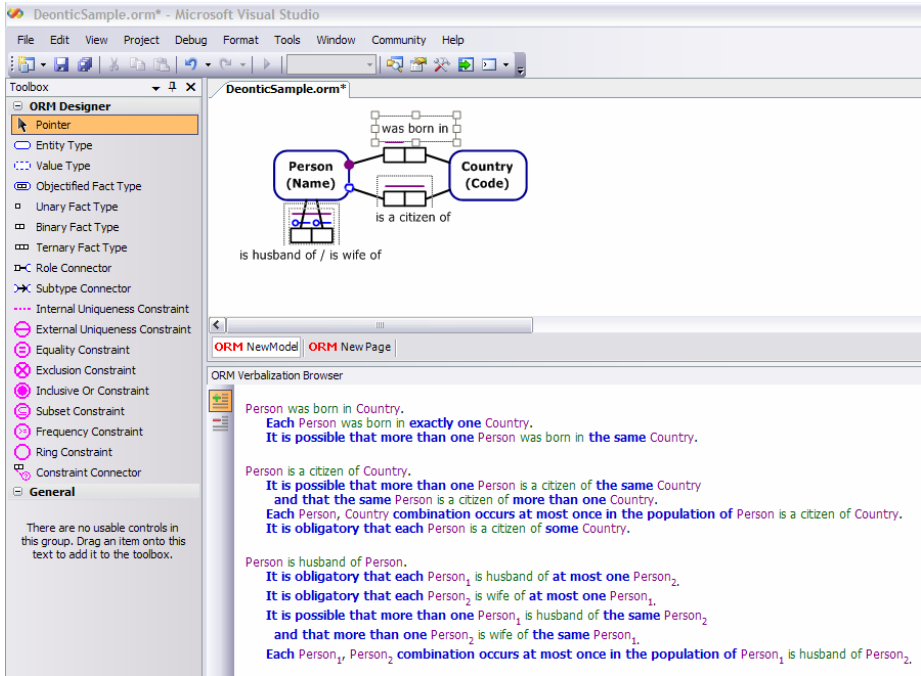 DeonticSample.orm* - Microsoft Visual Studio
File Edit View Project Debug Format Tools Window Community Help
Toolbox
ORM Designer
Pointer
Entity Type
Value Type
Objectified Fact Type
Unary Fact Type
Binary Fact Type
Ternary Fact Type
Role Connector
Subtype Connector
Internal Uniqueness Constraint
External Uniqueness Constraint
Equality Constraint
Exclusion Constraint
Inclusive Or Constraint
Subset Constraint
Frequency Constraint
Ring Constraint
Constraint Connector
General
There are no usable controls in
this group. Drag an item onto this
text to add it to the toolbox.
DeonticSample.orm*
was born in
Person
(Name)
Country
(Code)
is a citizen of
is husband of / is wife of
ORM NewModel ORM New Page
ORM Verbalization Browser
Person was born in Country.
Each Person was born in exactly one Country.
It is possible that more than one Person was born in the same Country.
Person is a citizen of Country.
It is possible that more than one Person is a citizen of the same Country
and that the same Person is a citizen of more than one Country.
Each Person, Country combination occurs at most once in the population of Person is a citizen of Country.
It is obligatory that each Person is a citizen of some Country.
Person is husband of Person.
It is obligatory that each Person1 is husband of at most one Person2.
It is obligatory that each Person2 is wife of at most one Person1.
It is possible that more than one Person1 is husband of the same Person2
and that more than one Person2 is wife of the same Person1.
Each Person1, Person2 combination occurs at most once in the population of Person1 is husband of Person2.